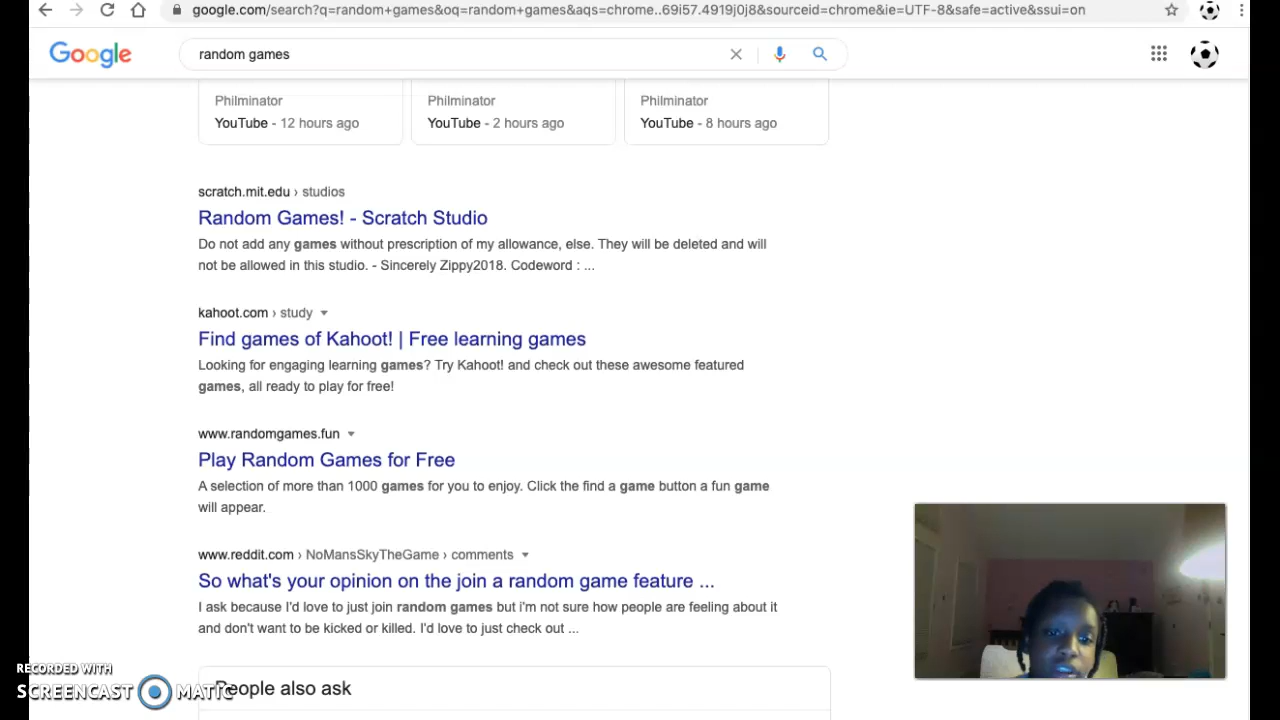 google.com/search?q=random+games&oq=random+games&aqs=chrome..69i57.4919j0j8&sourceid=chrome&ie=UTF-8&safe=active&ssui=on
Google
random games
Philminator
YouTube - 12 hours ago
Philminator
YouTube - 2 hours ago
Philminator
YouTube - 8 hours ago
scratch.mit.edu › studios
Random Games! - Scratch Studio
Do not add any games without prescription of my allowance, else. They will be deleted and will
not be allowed in this studio. - Sincerely Zippy2018. Codeword : ...
kahoot.com › study
Find games of Kahoot! | Free learning games
Looking for engaging learning games? Try Kahoot! and check out these awesome featured
games, all ready to play for free!
www.randomgames.fun
Play Random Games for Free
A selection of more than 1000 games for you to enjoy. Click the find a game button a fun game
will appear.
www.reddit.com › NoMansSkyTheGame › comments
So what's your opinion on the join a random game feature ...
I ask because I'd love to just join random games but i'm not sure how people are feeling about it
and don't want to be kicked or killed. I'd love to just check out ...
People also ask
RECORDED WITH
SCREENCAST MATIC